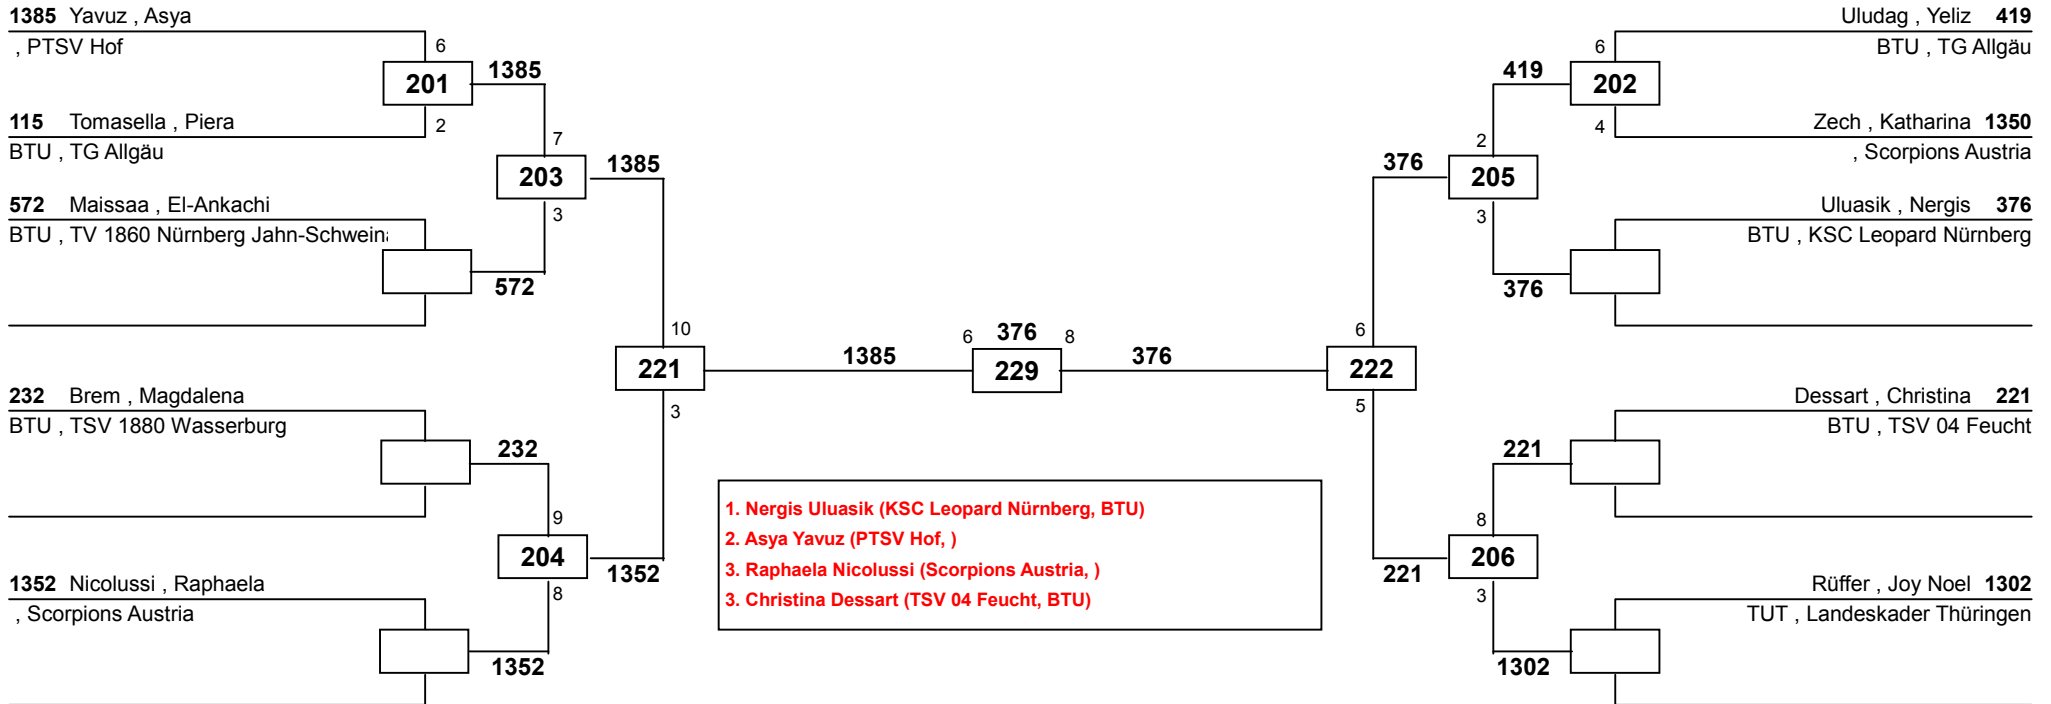 1385 Yavuz , Asya
, PTSV Hof
6
201
1385
115 Tomasella , Piera
2
BTU , TG Allgäu
7
203
1385
572 Maissaa , El-Ankachi
3
BTU , TV 1860 Nürnberg Jahn-Schwein
572
10
221
1385
3
232 Brem , Magdalena
BTU , TSV 1880 Wasserburg
232
9
204
1352
8
1352 Nicolussi , Raphaela
, Scorpions Austria
1352
6
376
8
229
376
1. Nergis Uluasik (KSC Leopard Nürnberg, BTU)
2. Asya Yavuz (PTSV Hof, )
3. Raphaela Nicolussi (Scorpions Austria, )
3. Christina Dessart (TSV 04 Feucht, BTU)
Uludag , Yeliz 419
6
BTU , TG Allgäu
419
202
4
Zech , Katharina 1350
, Scorpions Austria
2
376
205
3
Uluasik , Nergis 376
BTU , KSC Leopard Nürnberg
376
6
222
5
Dessart , Christina 221
BTU , TSV 04 Feucht
221
8
206
221
3
Rüffer , Joy Noel 1302
TUT , Landeskader Thüringen
1302